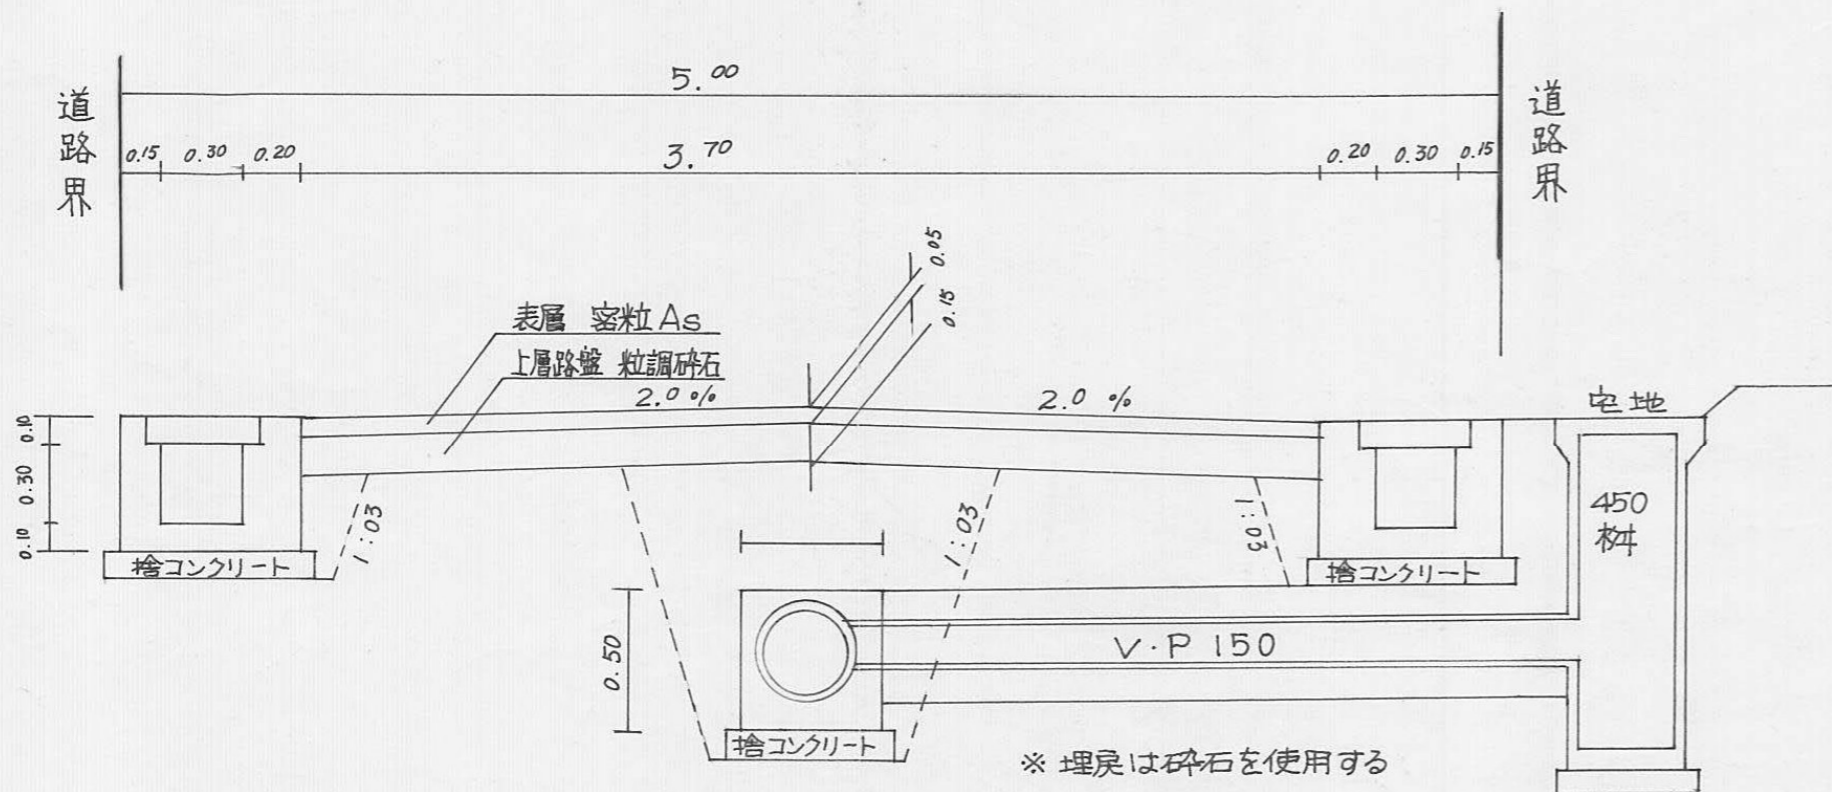 5.00
道路界
道路界
0.15 0.30 0.20
3.70
0.20 0.30 0.15
0.05
0.15
表層 密粒As
上層路盤 粒調砕石
2.0 %
2.0 %
宅地
0.10
0.30
0.10
1:03
1:03
1:03
450
桝
捨コンクリート
捨コンクリート
0.50
V・P 150
捨コンクリート
※ 埋戻は砕石を使用する